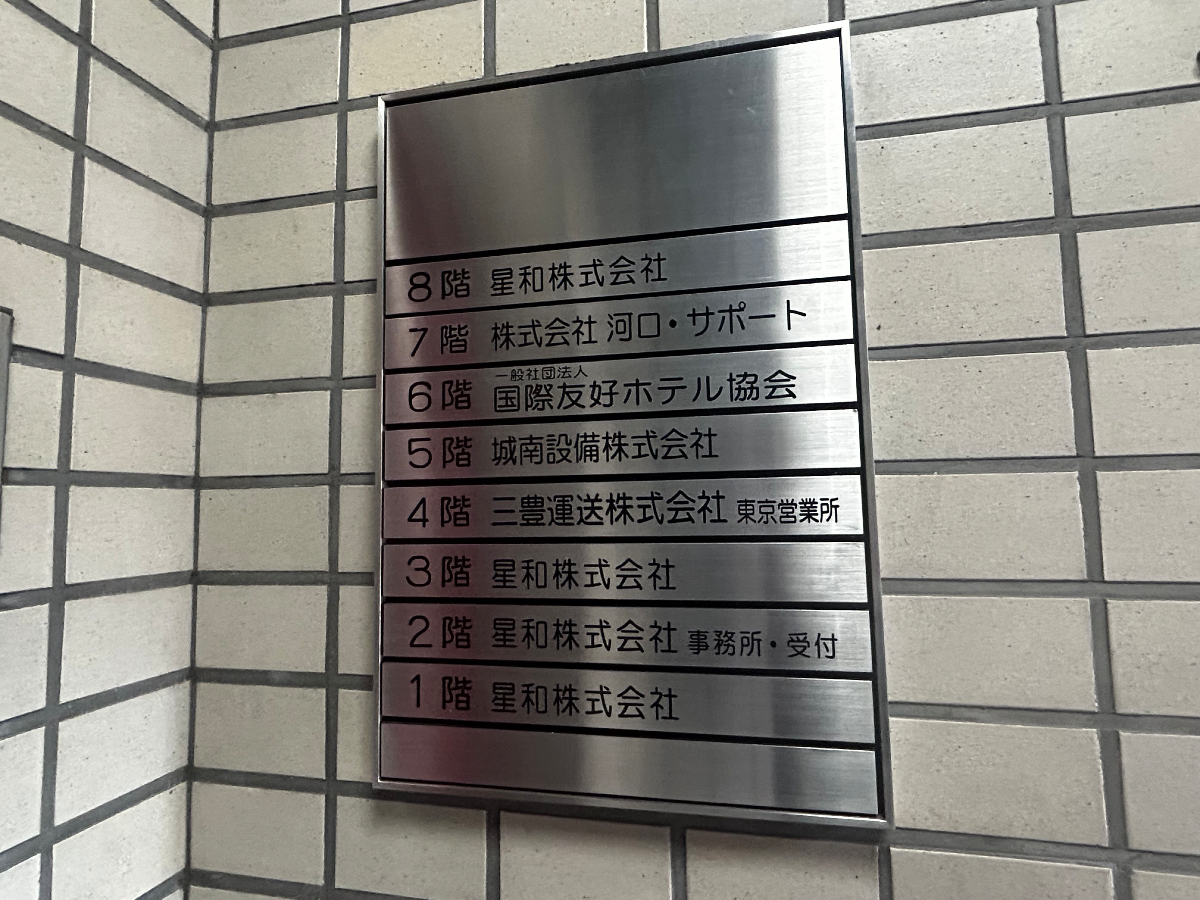 8階 星和株式会社
7階 株式会社 河口・サポート
6階 一般社団法人
国際友好ホテル協会
5階 城南設備株式会社
4階 三豊運送株式会社 東京営業所
3階 星和株式会社
2階 星和株式会社 事務所・受付
1階 星和株式会社